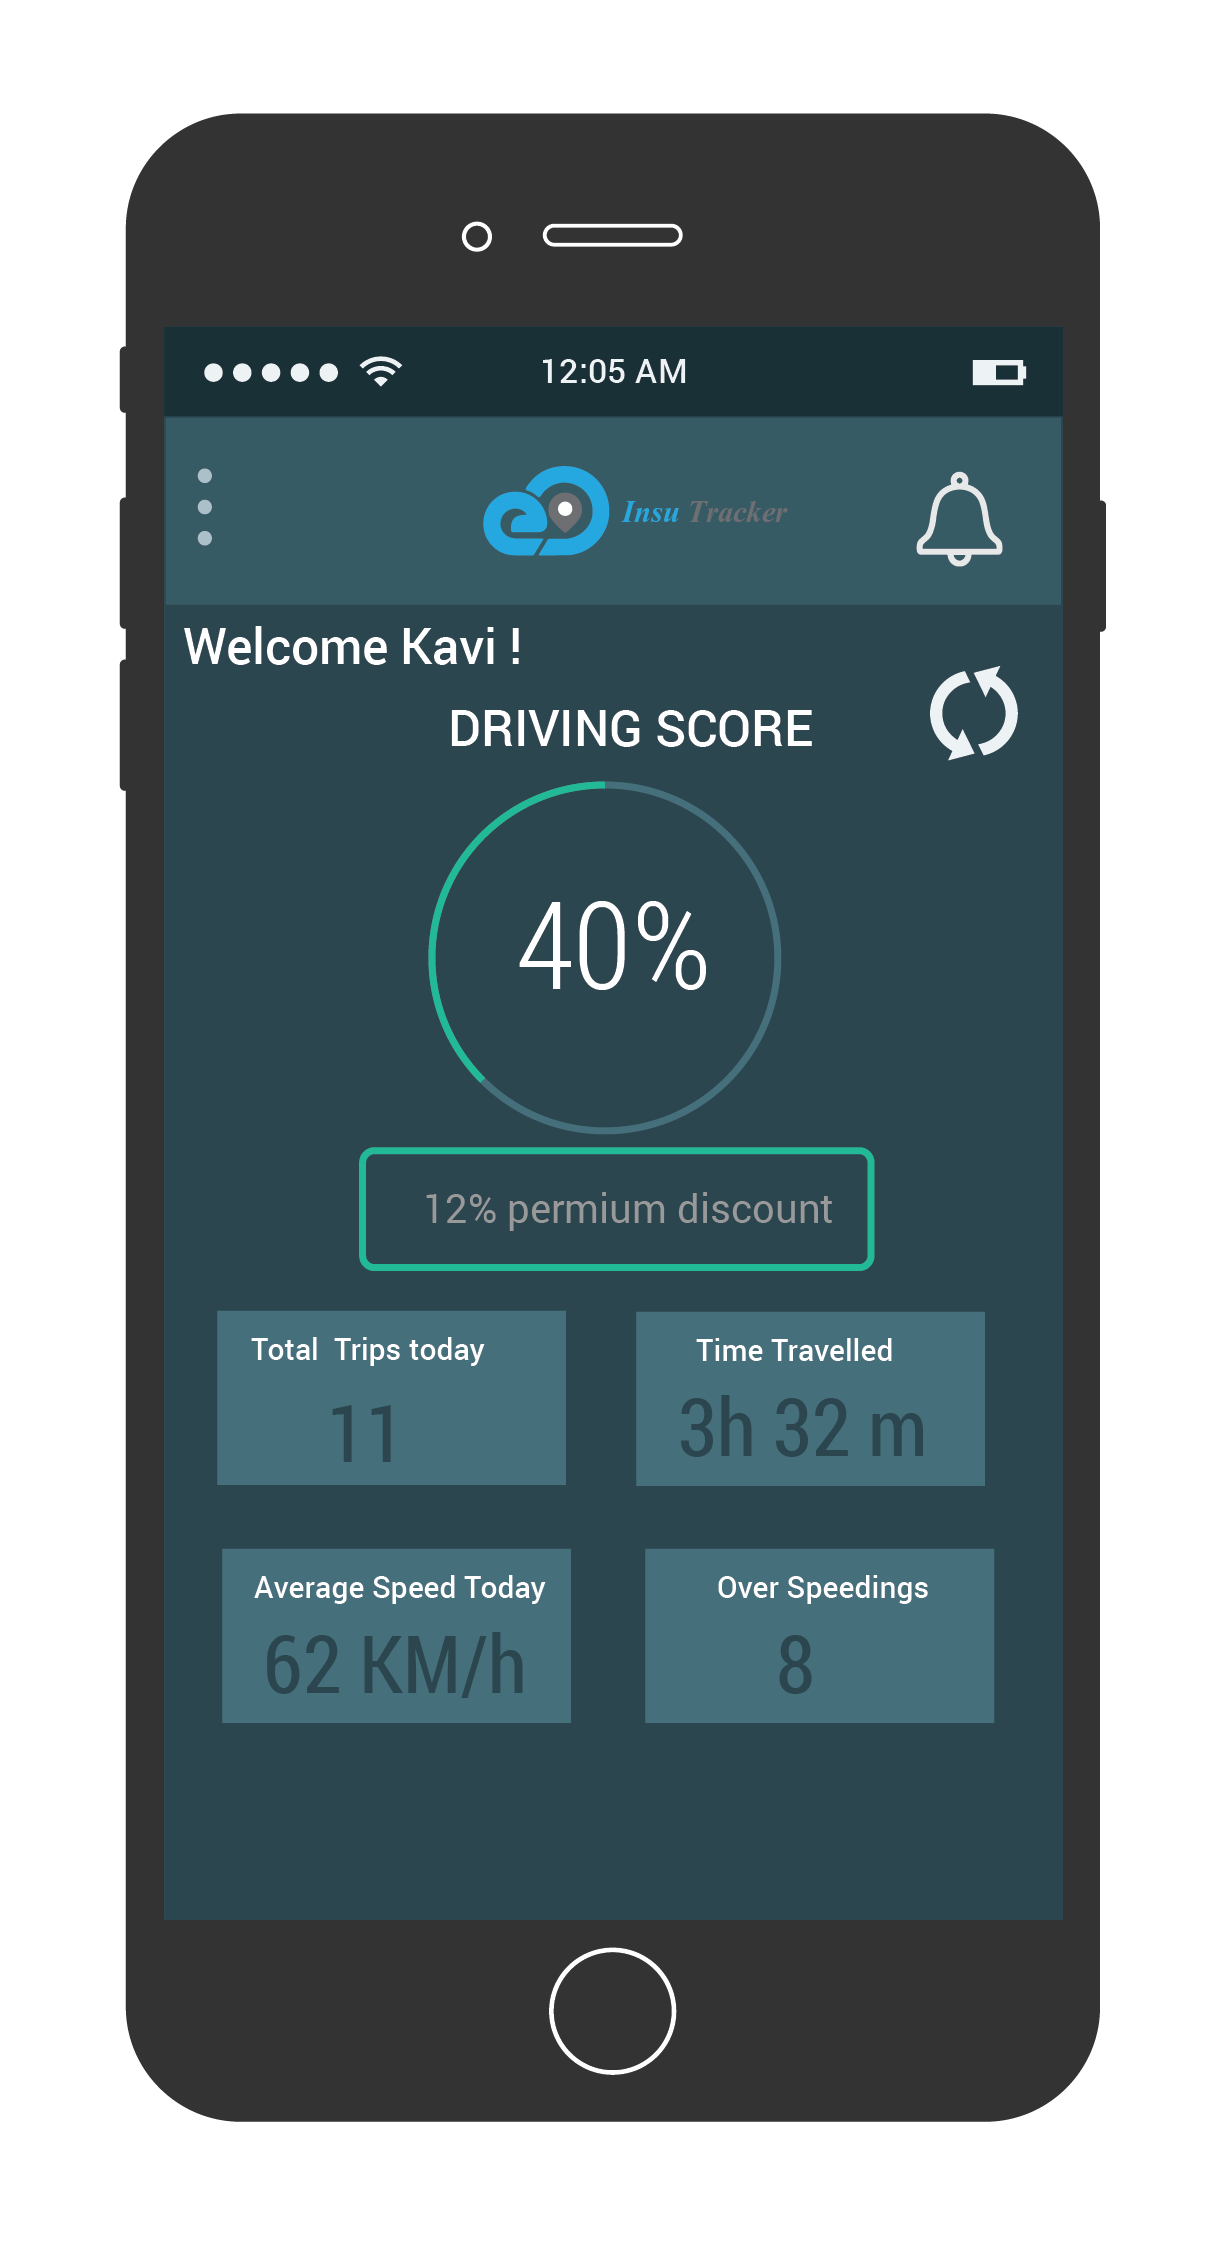 12:05 AM
Insu Tracker
Welcome Kavi !
DRIVING SCORE
40%
12% permium discount
Total Trips today
11
Time Travelled
3h 32 m
Average Speed Today
62 KM/h
Over Speedings
8